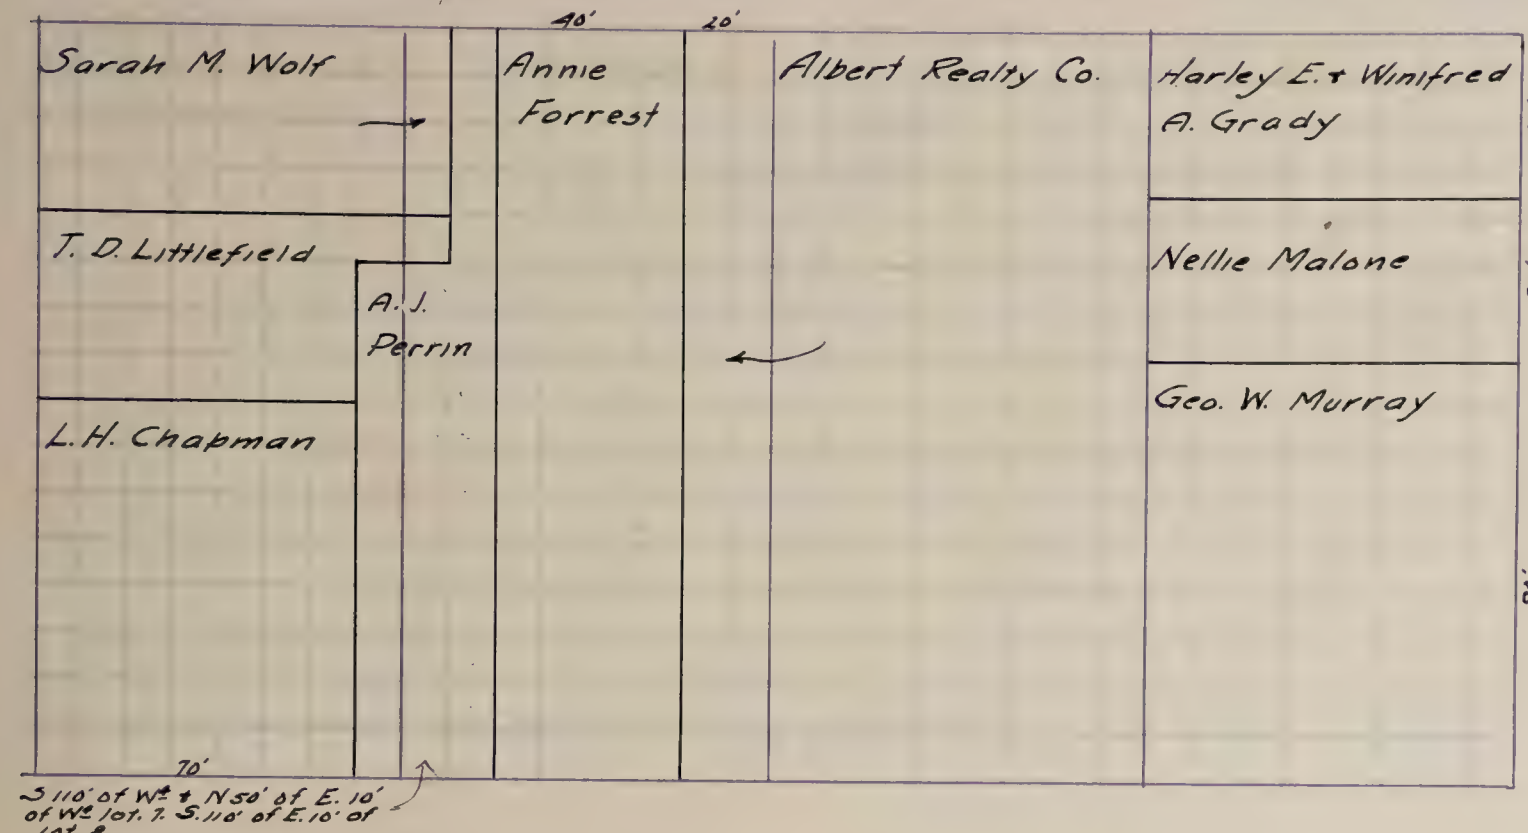 40' 20'
Sarah M. Wolf
Annie
Forrest
Albert Realty Co.
Harley E. + Winifred
A. Grady
T. D. Littlefield
A. J.
Perrin
Nellie Malone
L. H. Chapman
Geo. W. Murray
70'
S 110' of W½ + N 50' of E. 10'
of W½ lot. 7. S. 110' of E. 10' of